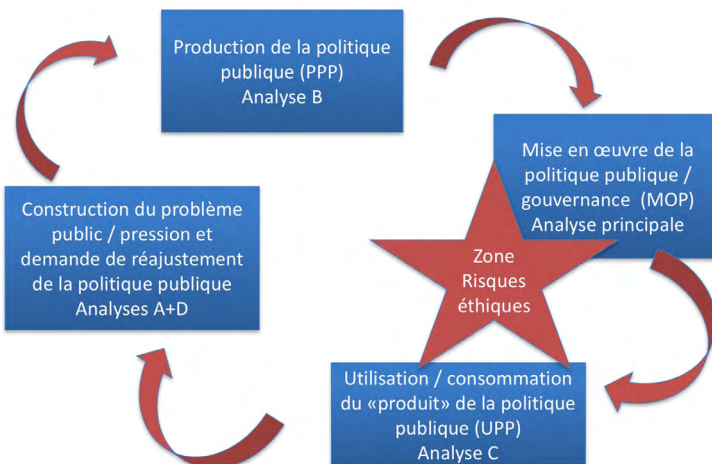 Production de la politique
publique (PPP)
Analyse B
Mise en œuvre de la
politique publique /
gouvernance (MOP)
Analyse principale
Construction du problème
public / pression et
demande de réajustement
de la politique publique
Analyses A+D
Zone
Risques
éthiques
Utilisation / consommation
du «produit» de la politique
publique (UPP)
Analyse C